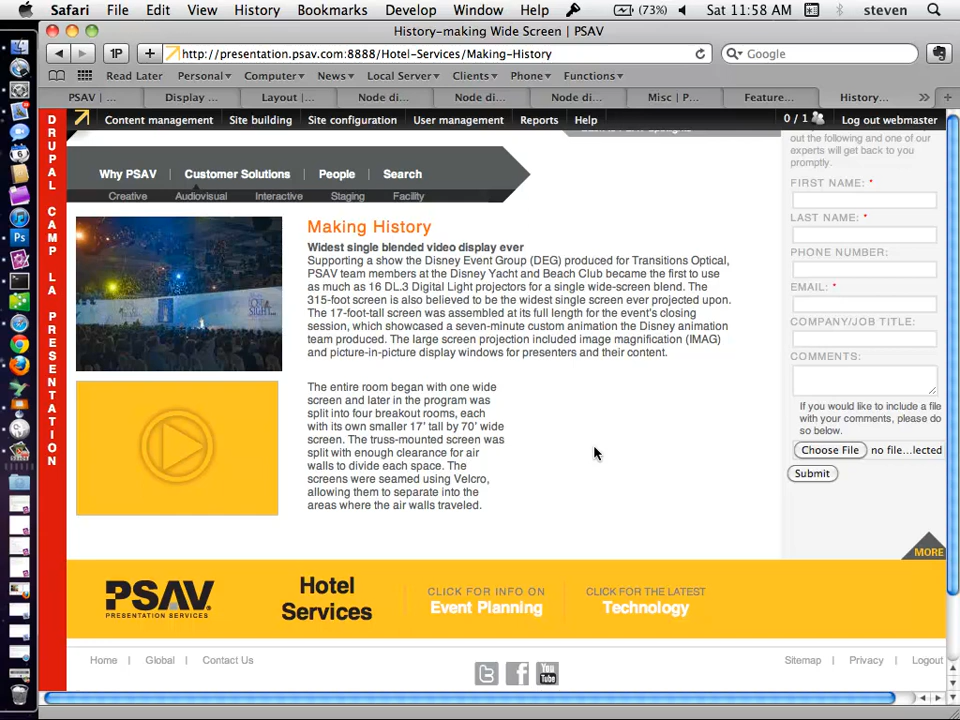 Safari File Edit View History Bookmarks Develop Window Help (73%) Sat 11:58 AM steven
History-making Wide Screen | PSAV
1P http://presentation.psav.com:8888/Hotel-Services/Making-History Google
Read Later Personal Computer News Local Server Clients Phone Functions
PSAV | ... Display ... Layout |... Node di... Node di... Node di... Misc | P... Feature... History...
Content management Site building Site configuration User management Reports Help 0 / 1 Log out webmaster
DRUPAL CAMP LA PRESENTATION
out the following and one of our
experts will get back to you
promptly.
Why PSAV | Customer Solutions | People | Search
Creative Audiovisual Interactive Staging Facility
Making History
Widest single blended video display ever
Supporting a show the Disney Event Group (DEG) produced for Transitions Optical,
PSAV team members at the Disney Yacht and Beach Club became the first to use
as much as 16 DL.3 Digital Light projectors for a single wide-screen blend. The
315-foot screen is also believed to be the widest single screen ever projected upon.
The 17-foot-tall screen was assembled at its full length for the event's closing
session, which showcased a seven-minute custom animation the Disney animation
team produced. The large screen projection included image magnification (IMAG)
and picture-in-picture display windows for presenters and their content.
The entire room began with one wide
screen and later in the program was
split into four breakout rooms, each
with its own smaller 17' tall by 70' wide
screen. The truss-mounted screen was
split with enough clearance for air
walls to divide each space. The
screens were seamed using Velcro,
allowing them to separate into the
areas where the air walls traveled.
FIRST NAME: *
LAST NAME: *
PHONE NUMBER:
EMAIL: *
COMPANY/JOB TITLE:
COMMENTS:
If you would like to include a file
with your comments, please do
so below.
Choose File no file...lected
Submit
MORE
PSAV
PRESENTATION SERVICES
Hotel
Services
CLICK FOR INFO ON
Event Planning
CLICK FOR THE LATEST
Technology
Home | Global | Contact Us
Sitemap | Privacy | Logout
You
Tube